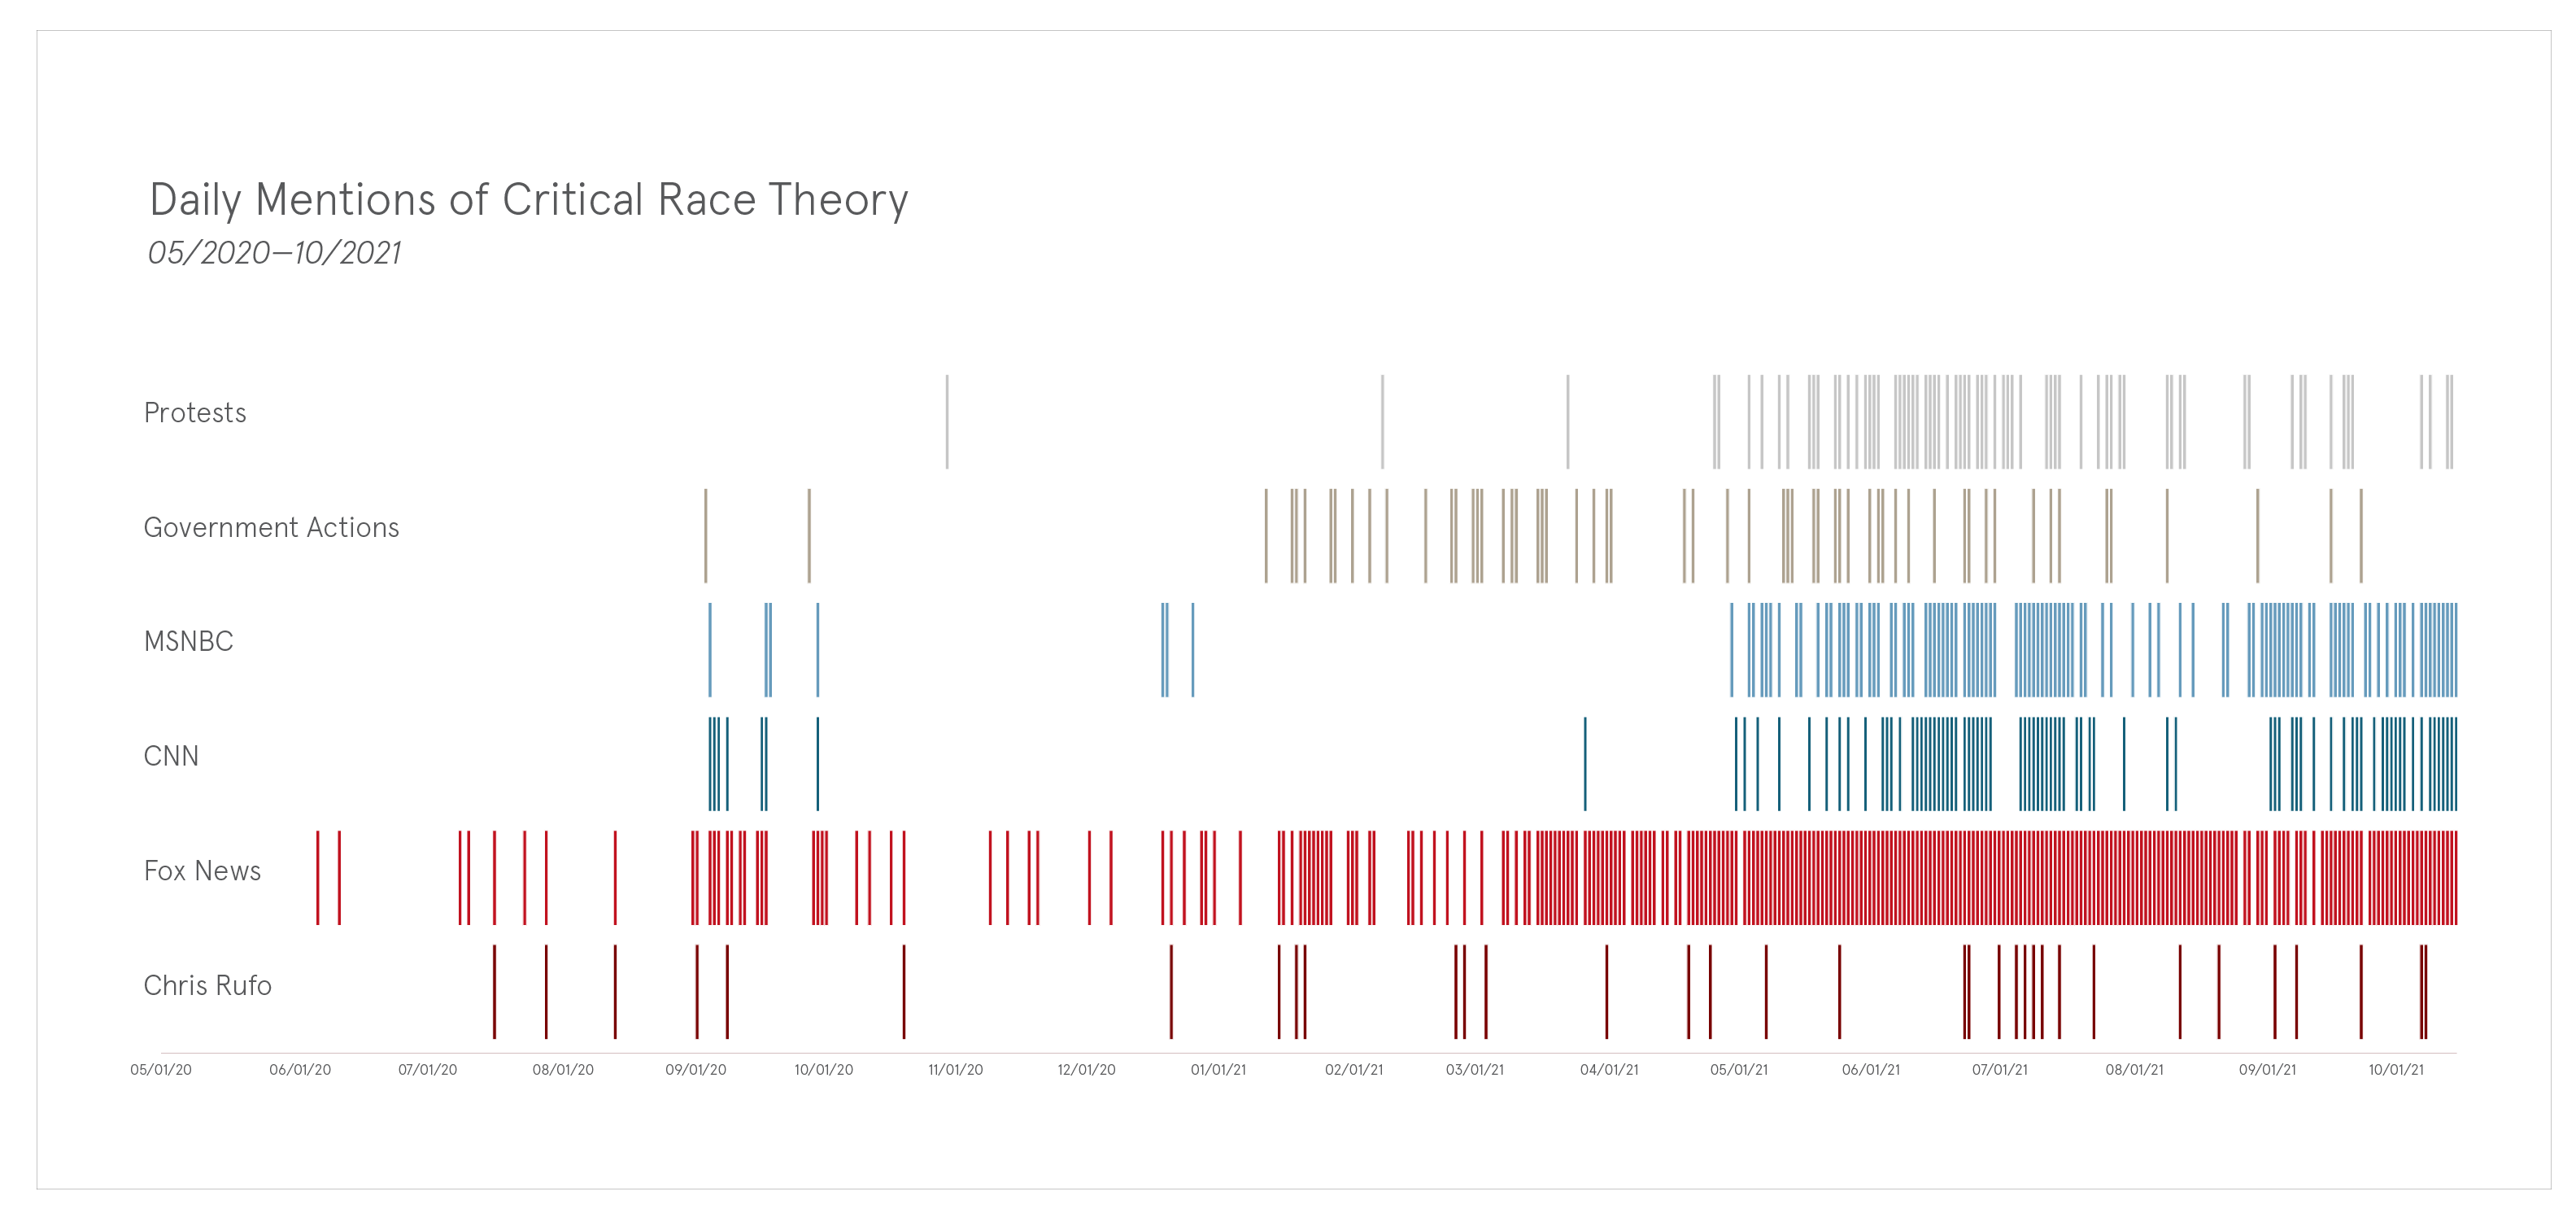 Daily Mentions of Critical Race Theory
05/2020—10/2021
Protests
Government Actions
MSNBC
CNN
Fox News
Chris Rufo
05/01/20 06/01/20 07/01/20 08/01/20 09/01/20 10/01/20 11/01/20 12/01/20 01/01/21 02/01/21 03/01/21 04/01/21 05/01/21 06/01/21 07/01/21 08/01/21 09/01/21 10/01/21